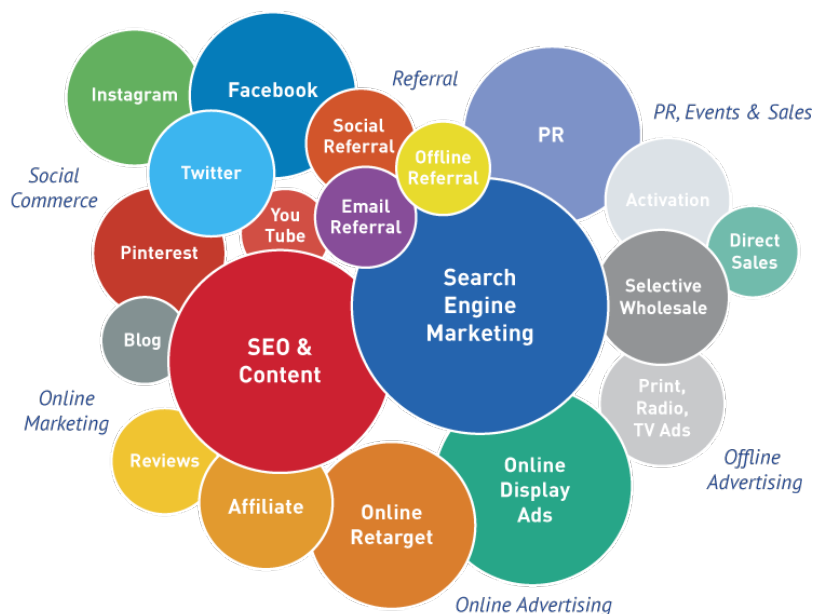 Instagram
Facebook
Referral
PR, Events & Sales
Social
Referral
Offline
Referral
PR
Twitter
Social
Commerce
Activation
You
Tube
Email
Referral
Pinterest
Direct
Sales
Search
Engine
Marketing
Selective
Wholesale
Blog
SEO &
Content
Online
Marketing
Print,
Radio,
TV Ads
Reviews
Offline
Advertising
Affiliate
Online
Retarget
Online
Display
Ads
Online Advertising